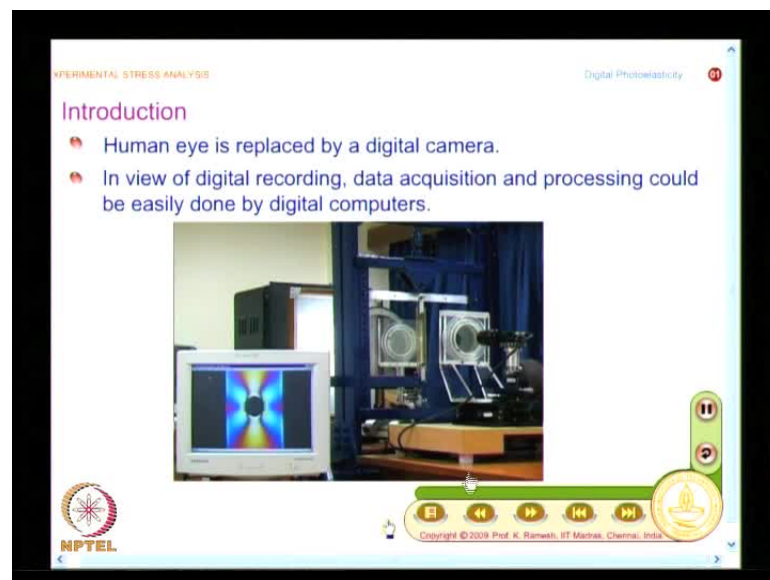 XPERIMENTAL STRESS ANALYSIS
Digital Photoelasticity 01
Introduction
Human eye is replaced by a digital camera.
In view of digital recording, data acquisition and processing could
be easily done by digital computers.
NPTEL
Copyright © 2009 Prof. K. Ramesh, IIT Madras, Chennai, India